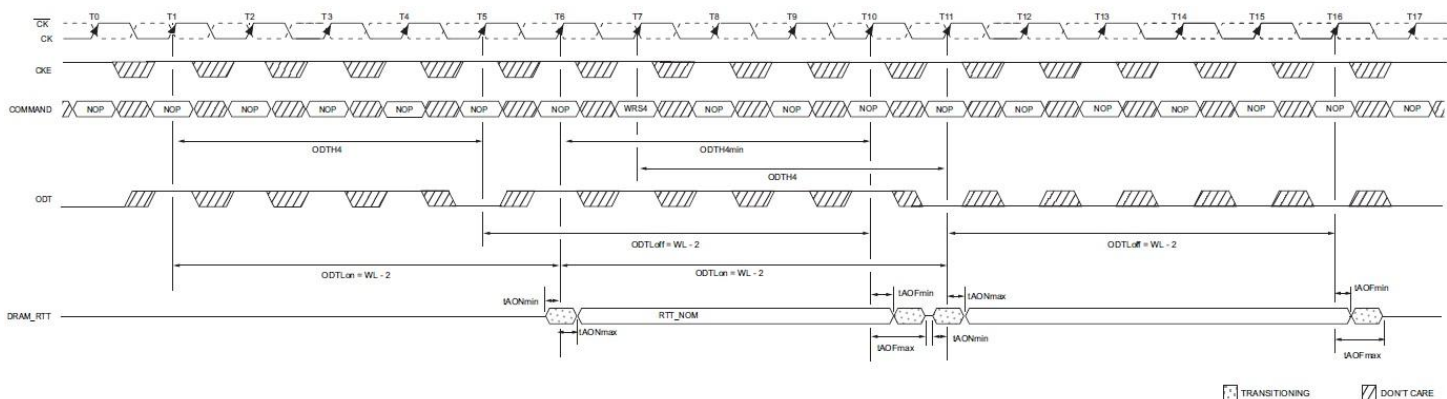 T0 T1 T2 T3 T4 T5 T6 T7 T8 T9 T10 T11 T12 T13 T14 T15 T16 T17
CK
CK
CKE
COMMAND NOP NOP NOP NOP NOP NOP NOP WRS4 NOP NOP NOP NOP NOP NOP NOP NOP NOP NOP
ODTH4 ODTH4min
ODTH4
ODT
ODTLoff = WL - 2 ODTLoff = WL - 2
ODTLon = WL - 2 ODTLon = WL - 2
tAONmin tAOFmin tAONmax tAOFmin
DRAM_RTT RTT_NOM
tAONmax tAOFmax tAONmin tAOFmax
TRANSITIONING DON'T CARE